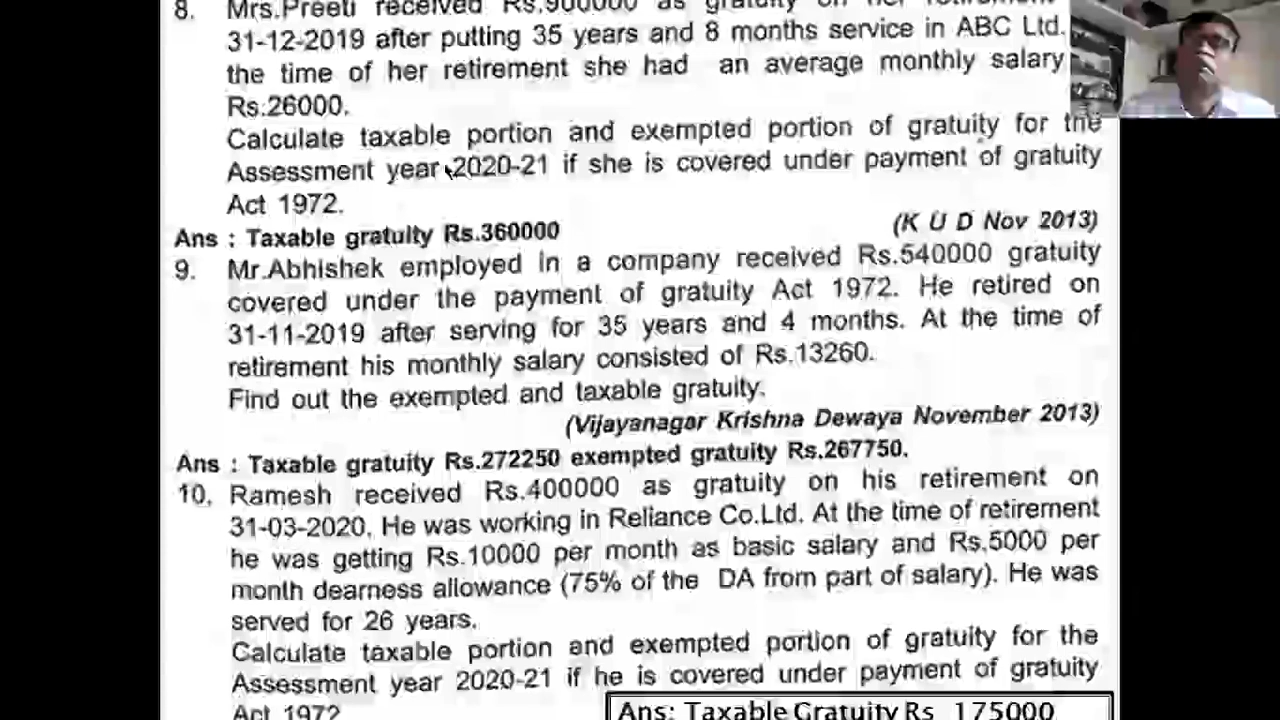 8. Mrs.Preeti received Rs.900000 as gratuity on her retirement
31-12-2019 after putting 35 years and 8 months service in ABC Ltd.
the time of her retirement she had an average monthly salary
Rs.26000.
Calculate taxable portion and exempted portion of gratuity for the
Assessment year 2020-21 if she is covered under payment of gratuity
Act 1972.
(K U D Nov 2013)
Ans : Taxable gratuity Rs.360000
9. Mr.Abhishek employed in a company received Rs.540000 gratuity
covered under the payment of gratuity Act 1972. He retired on
31-11-2019 after serving for 35 years and 4 months. At the time of
retirement his monthly salary consisted of Rs.13260.
Find out the exempted and taxable gratuity.
(Vijayanagar Krishna Dewaya November 2013)
Ans : Taxable gratuity Rs.272250 exempted gratuity Rs.267750.
10. Ramesh received Rs.400000 as gratuity on his retirement on
31-03-2020. He was working in Reliance Co.Ltd. At the time of retirement
he was getting Rs.10000 per month as basic salary and Rs.5000 per
month dearness allowance (75% of the DA from part of salary). He was
served for 26 years.
Calculate taxable portion and exempted portion of gratuity for the
Assessment year 2020-21 if he is covered under payment of gratuity
Act 1972
Ans: Taxable Gratuity Rs 175000